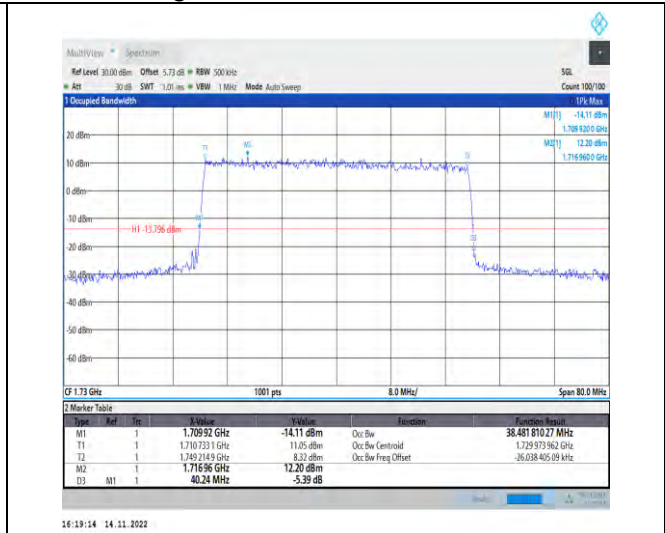 MultiView Spectrum
Ref Level 30.00 dBm Offset 5.73 dB RBW 500 kHz SGL
Att 30 dB SWT 1.01 ms VBW 1 MHz Mode Auto Sweep Count 100/100
1 Occupied Bandwidth 1Pk Max
M1[1] -14.11 dBm
1.709 920 0 GHz
M2[1] 12.20 dBm
1.716 960 0 GHz
20 dBm
T1 M2 T2
10 dBm
0 dBm
-10 dBm
M1
H1 -13.796 dBm
-20 dBm
D3
-30 dBm
-40 dBm
-50 dBm
-60 dBm
CF 1.73 GHz 1001 pts 8.0 MHz/ Span 80.0 MHz
2 Marker Table
Type Ref Trc X-Value Y-Value Function Function Result
M1 1 1.709 92 GHz -14.11 dBm Occ Bw 38.481 810 27 MHz
T1 1 1.710 733 1 GHz 11.05 dBm Occ Bw Centroid 1.729 973 962 GHz
T2 1 1.749 214 9 GHz 8.32 dBm Occ Bw Freq Offset -26.038 405 09 kHz
M2 1 1.716 96 GHz 12.20 dBm
D3 M1 1 40.24 MHz -5.39 dB
16:19:14 14.11.2022